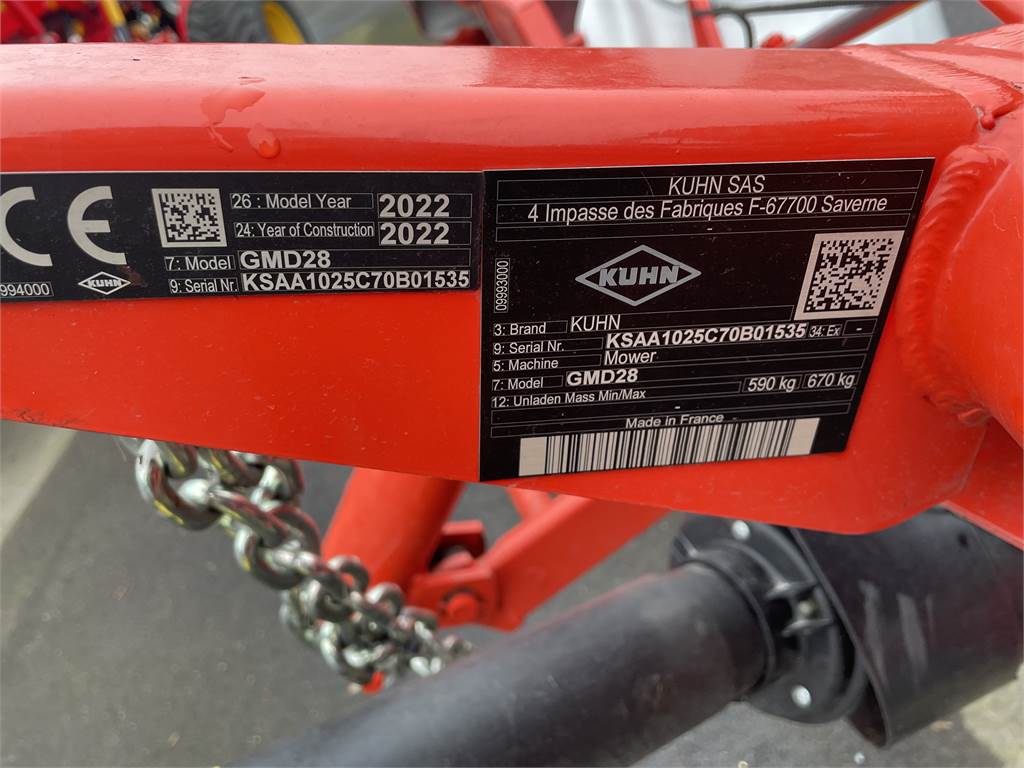 CE
26 : Model Year 2022
24: Year of Construction 2022
7: Model GMD28
9: Serial Nr. KSAA1025C70B01535
994000
KUHN
KUHN SAS
4 Impasse des Fabriques F-67700 Saverne
KUHN
09993000
3: Brand KUHN
9: Serial Nr. KSAA1025C70B01535 34: Ex -
5: Machine Mower
7: Model GMD28
12: Unladen Mass Min/Max 590 kg 670 kg
Made in France